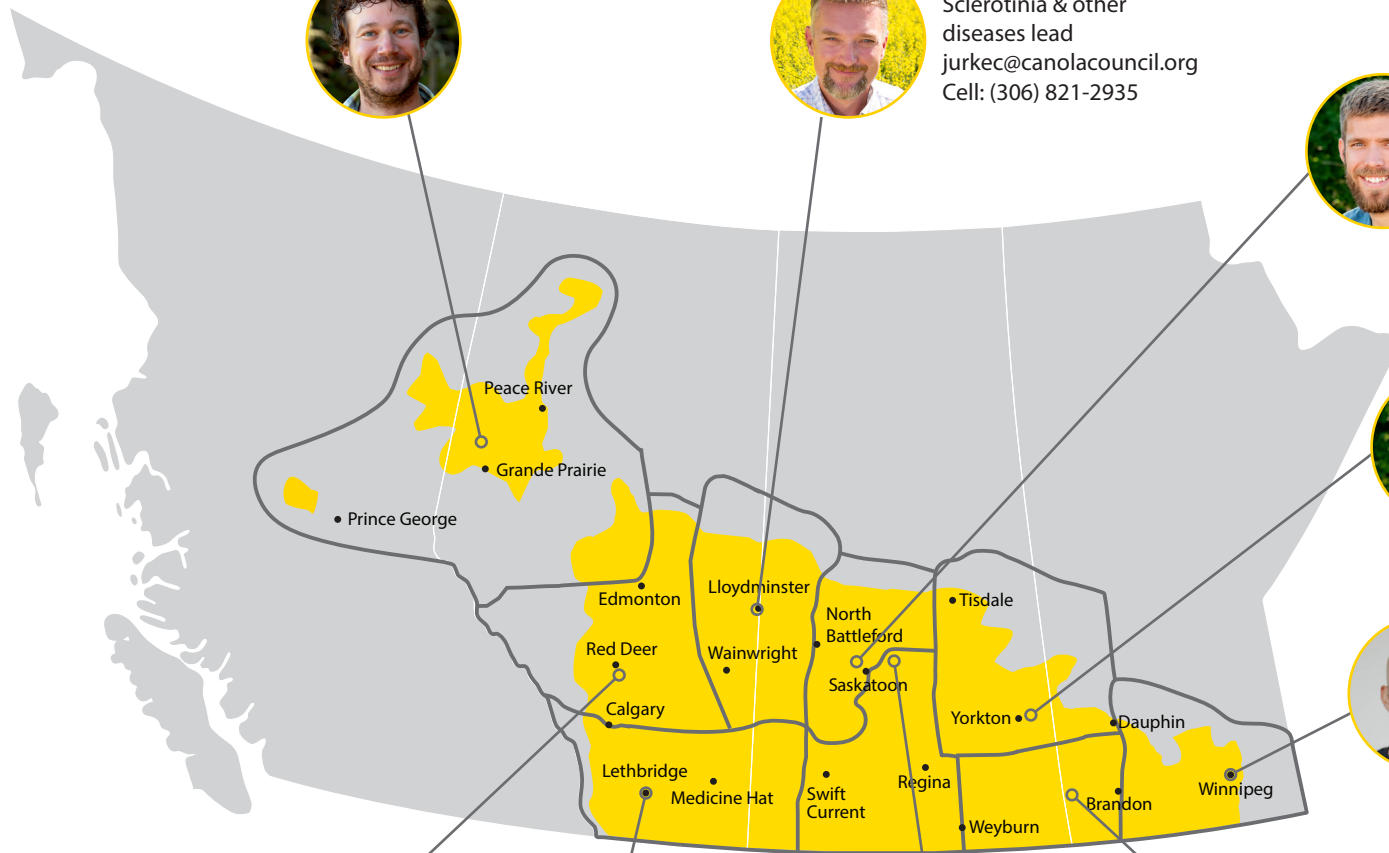 Sclerotinia & other
diseases lead
jurkec@canolacouncil.org
Cell: (306) 821-2935
Peace River
Grande Prairie
Prince George
Edmonton
Lloydminster
North
Battleford
Tisdale
Red Deer
Wainwright
Saskatoon
Calgary
Yorkton
Dauphin
Lethbridge
Medicine Hat
Swift
Current
Regina
Brandon
Winnipeg
Weyburn